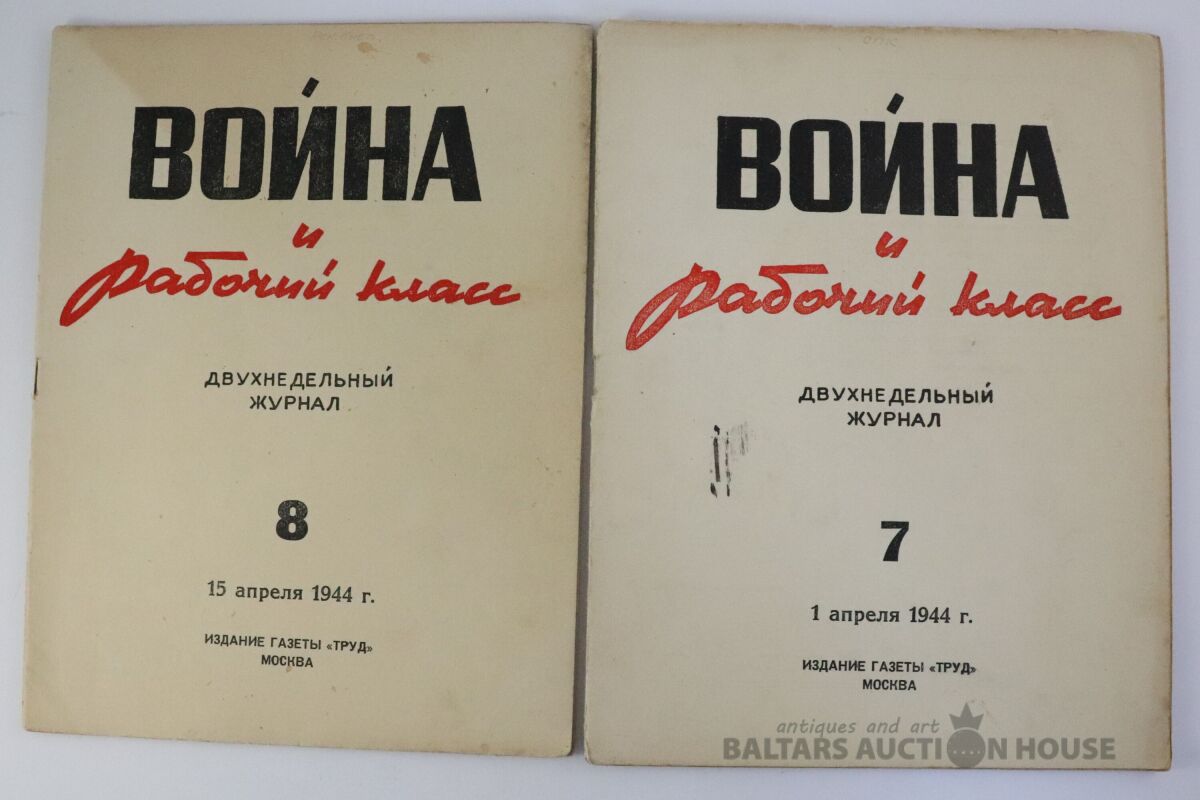 ВОЙНА
и
рабочий класс
ДВУХНЕДЕЛЬНЫЙ
ЖУРНАЛ
8
15 апреля 1944 г.
ИЗДАНИЕ ГАЗЕТЫ «ТРУД»
МОСКВА
ВОЙНА
и
рабочий класс
ДВУХНЕДЕЛЬНЫЙ
ЖУРНАЛ
7
1 апреля 1944 г.
ИЗДАНИЕ ГАЗЕТЫ «ТРУД»
МОСКВА
antiques and art
BALTARS AUCTION HOUSE